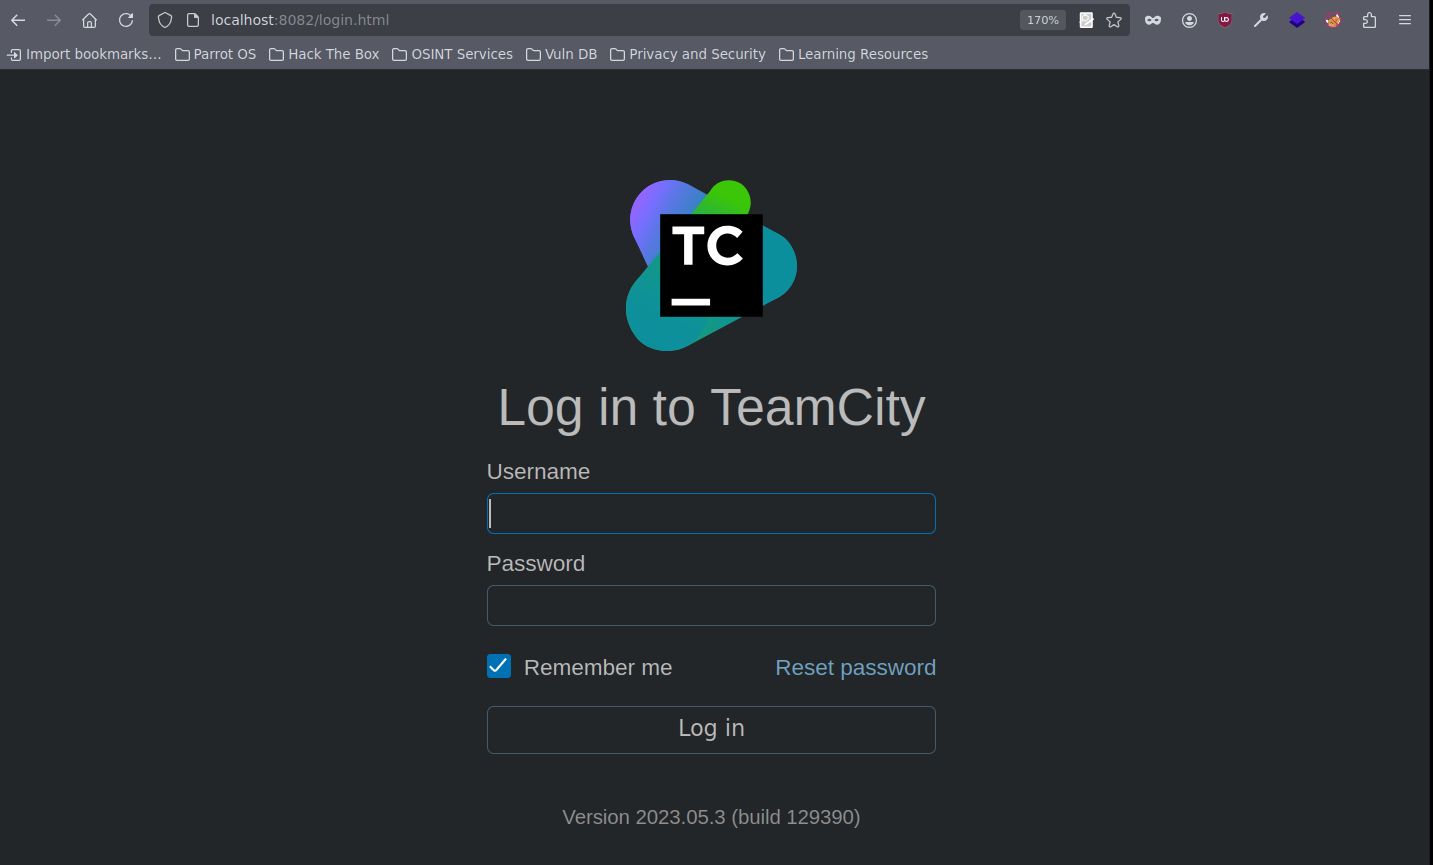 localhost:8082/login.html
170%
Import bookmarks... Parrot OS Hack The Box OSINT Services Vuln DB Privacy and Security Learning Resources
TC
Log in to TeamCity
Username
Password
Remember me Reset password
Log in
Version 2023.05.3 (build 129390)